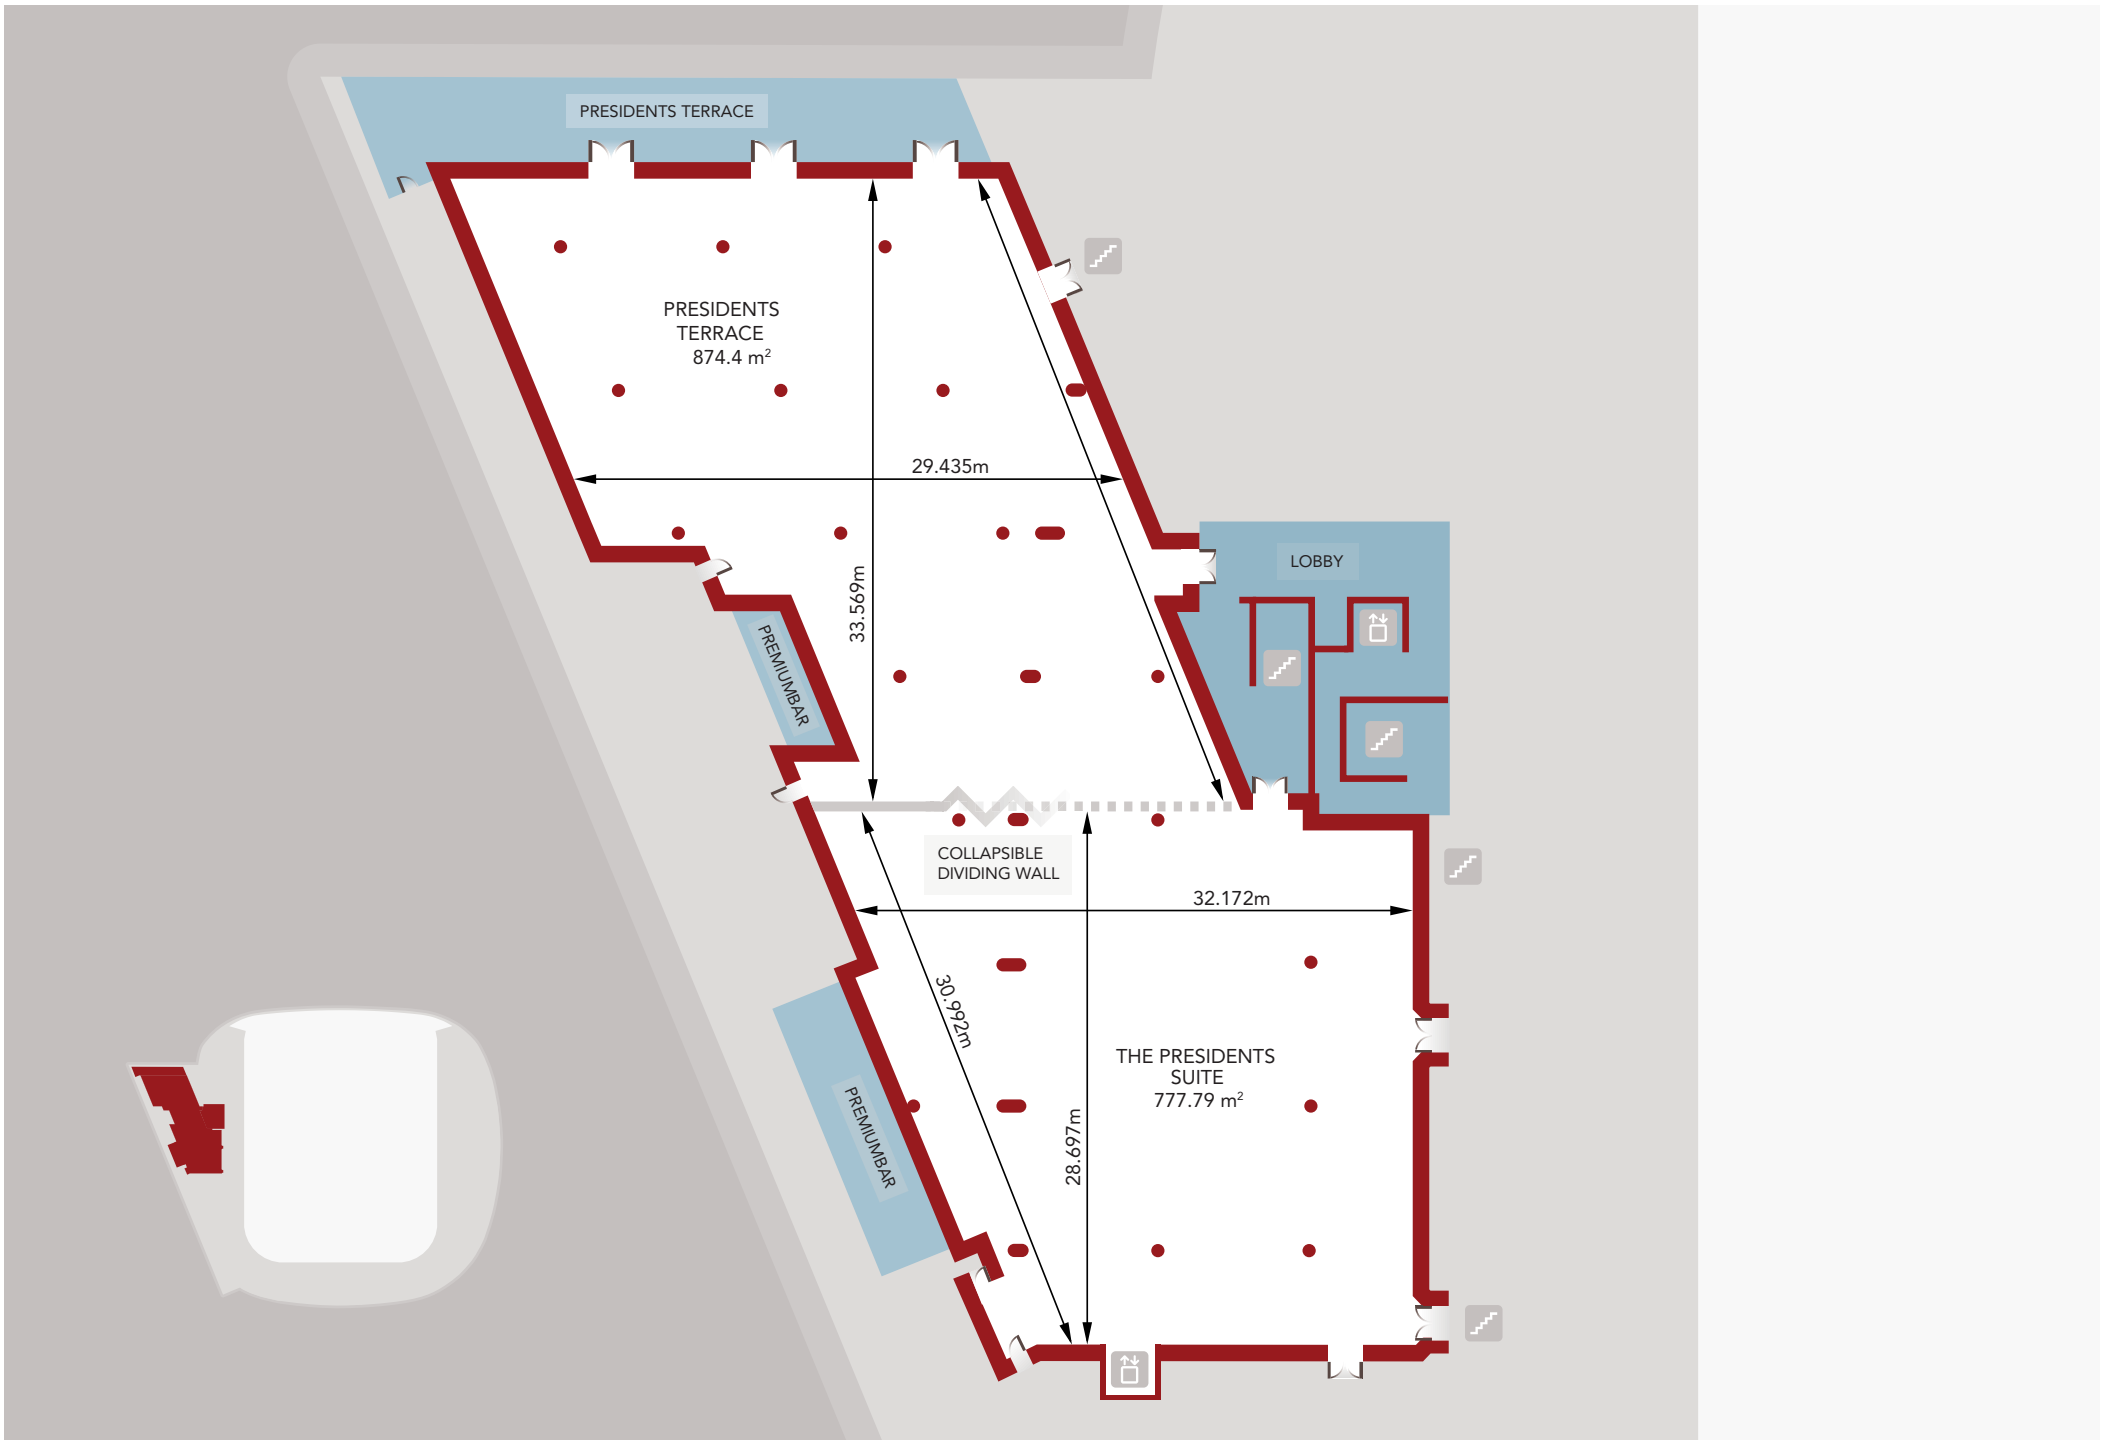 PRESIDENTS TERRACE
PRESIDENTS
TERRACE
874.4 m²
29.435m
33.569m
LOBBY
PREMIUMBAR
COLLAPSIBLE
DIVIDING WALL
32.172m
30.992m
THE PRESIDENTS
SUITE
777.79 m²
28.697m
PREMIUMBAR